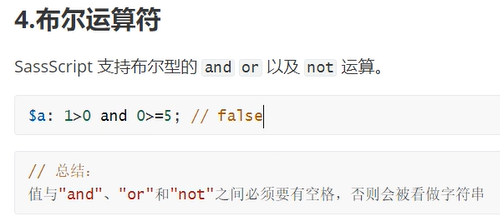 4.布尔运算符
SassScript 支持布尔型的 and or 以及 not 运算。
$a: 1>0 and 0>=5; // false
// 总结：
值与"and"、"or"和"not"之间必须要有空格，否则会被看做字符串